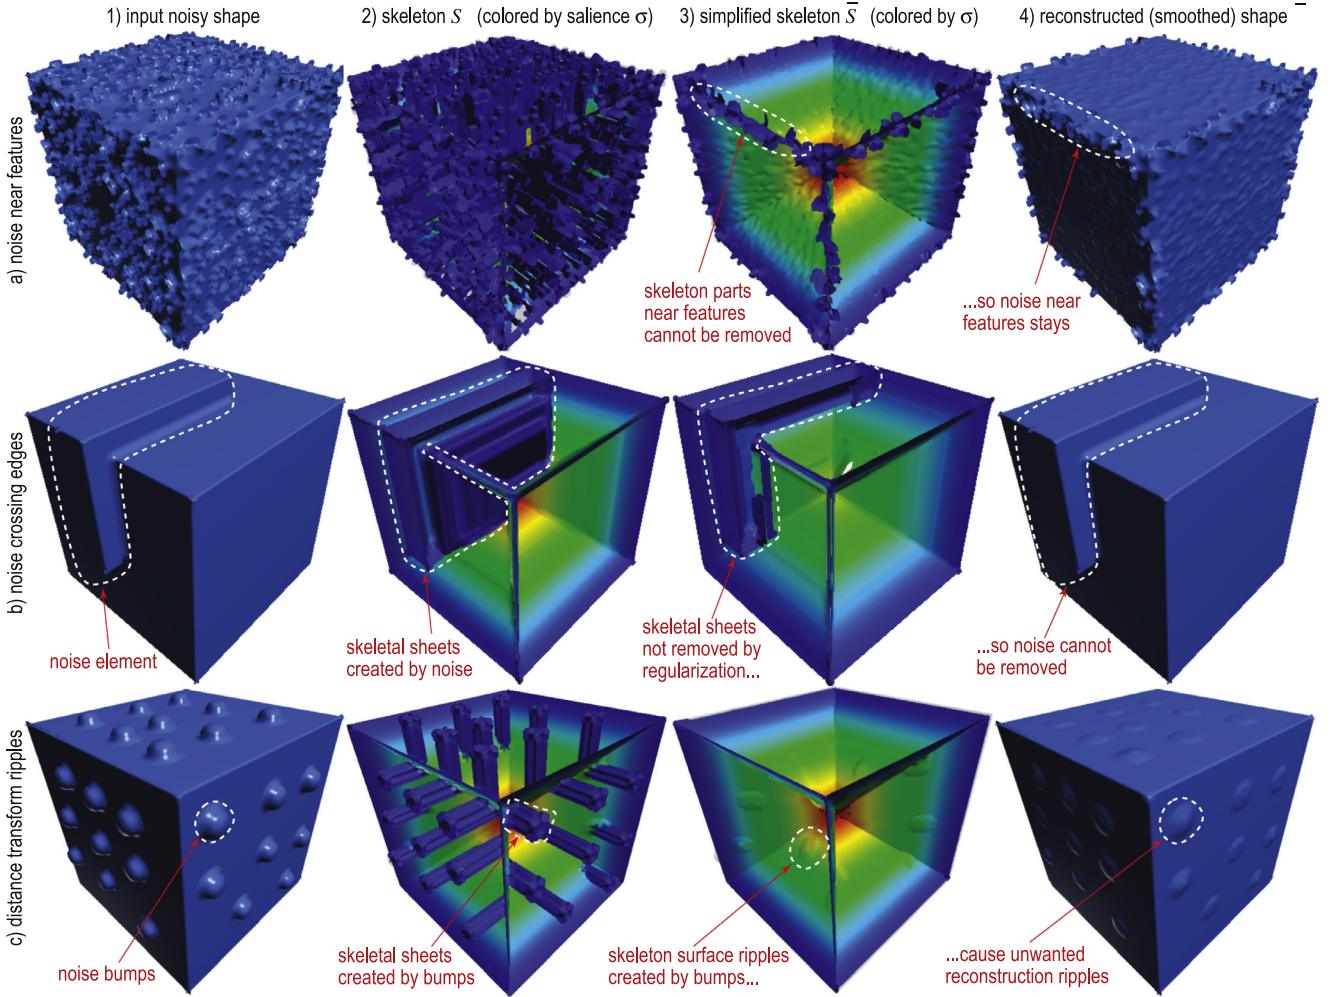 1) input noisy shape
2) skeleton S (colored by salience σ)
3) simplified skeleton S̅ (colored by σ)
4) reconstructed (smoothed) shape ¯
a) noise near features
skeleton parts
near features
cannot be removed
...so noise near
features stays
b) noise crossing edges
noise element
skeletal sheets
created by noise
skeletal sheets
not removed by
regularization...
...so noise cannot
be removed
c) distance transform ripples
noise bumps
skeletal sheets
created by bumps
skeleton surface ripples
created by bumps...
...cause unwanted
reconstruction ripples